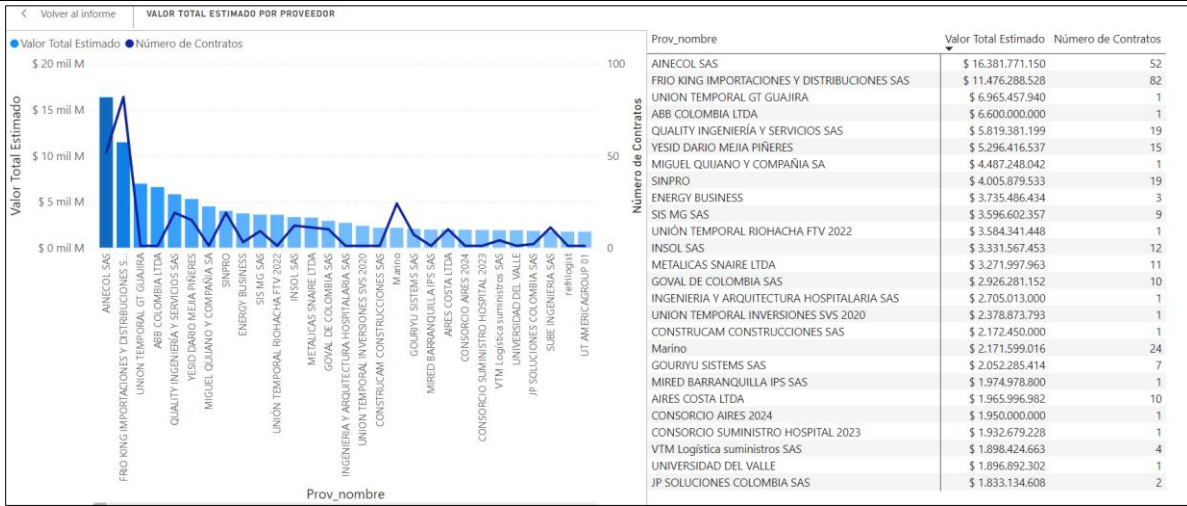 Volver al informe
VALOR TOTAL ESTIMADO POR PROVEEDOR
Valor Total Estimado Número de Contratos
Valor Total Estimado
$ 20 mil M
$ 15 mil M
$ 10 mil M
$ 5 mil M
$ 0 mil M
100
50
0
Número de Contratos
AINECOL SAS
FRIO KING IMPORTACIONES Y DISTRIBUCIONES S...
UNION TEMPORAL GT GUAJIRA
ABB COLOMBIA LTDA
QUALITY INGENIERÍA Y SERVICIOS SAS
YESID DARIO MEJIA PIÑERES
MIGUEL QUIJANO Y COMPAÑIA SA
SINPRO
ENERGY BUSINESS
SIS MG SAS
UNIÓN TEMPORAL RIOHACHA FTV 2022
INSOL SAS
METALICAS SNAIRE LTDA
GOVAL DE COLOMBIA SAS
INGENIERIA Y ARQUITECTURA HOSPITALARIA SAS
UNION TEMPORAL INVERSIONES SVS 2020
CONSTRUCAM CONSTRUCCIONES SAS
Marino
GOURIYU SISTEMS SAS
MIRED BARRANQUILLA IPS SAS
AIRES COSTA LTDA
CONSORCIO AIRES 2024
CONSORCIO SUMINISTRO HOSPITAL 2023
VTM Logística suministros SAS
UNIVERSIDAD DEL VALLE
JP SOLUCIONES COLOMBIA SAS
SUBE INGENIERIA SAS
refrilogist
UT AMERICAGROUP 01
Prov_nombre
Prov_nombre Valor Total Estimado Número de Contratos
AINECOL SAS $ 16.381.771.150 52
FRIO KING IMPORTACIONES Y DISTRIBUCIONES SAS $ 11.476.288.528 82
UNION TEMPORAL GT GUAJIRA $ 6.965.457.940 1
ABB COLOMBIA LTDA $ 6.600.000.000 1
QUALITY INGENIERÍA Y SERVICIOS SAS $ 5.819.381.199 19
YESID DARIO MEJIA PIÑERES $ 5.296.416.537 15
MIGUEL QUIJANO Y COMPAÑIA SA $ 4.487.248.042 1
SINPRO $ 4.005.879.533 19
ENERGY BUSINESS $ 3.735.486.434 3
SIS MG SAS $ 3.596.602.357 9
UNIÓN TEMPORAL RIOHACHA FTV 2022 $ 3.584.341.448 1
INSOL SAS $ 3.331.567.453 12
METALICAS SNAIRE LTDA $ 3.271.997.963 11
GOVAL DE COLOMBIA SAS $ 2.926.281.152 10
INGENIERIA Y ARQUITECTURA HOSPITALARIA SAS $ 2.705.013.000 1
UNION TEMPORAL INVERSIONES SVS 2020 $ 2.378.873.793 1
CONSTRUCAM CONSTRUCCIONES SAS $ 2.172.450.000 1
Marino $ 2.171.599.016 24
GOURIYU SISTEMS SAS $ 2.052.285.414 7
MIRED BARRANQUILLA IPS SAS $ 1.974.978.800 1
AIRES COSTA LTDA $ 1.965.996.982 10
CONSORCIO AIRES 2024 $ 1.950.000.000 1
CONSORCIO SUMINISTRO HOSPITAL 2023 $ 1.932.679.228 1
VTM Logística suministros SAS $ 1.898.424.663 4
UNIVERSIDAD DEL VALLE $ 1.896.892.302 1
JP SOLUCIONES COLOMBIA SAS $ 1.833.134.608 2